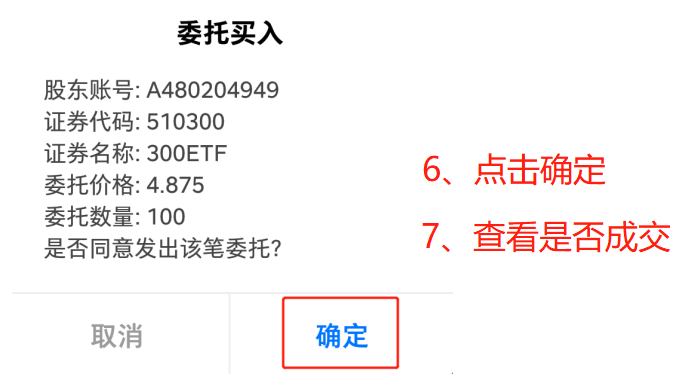 委托买入
股东账号: A480204949
证券代码: 510300
证券名称: 300ETF
委托价格: 4.875
委托数量: 100
是否同意发出该笔委托?
取消
确定
6、点击确定
7、查看是否成交